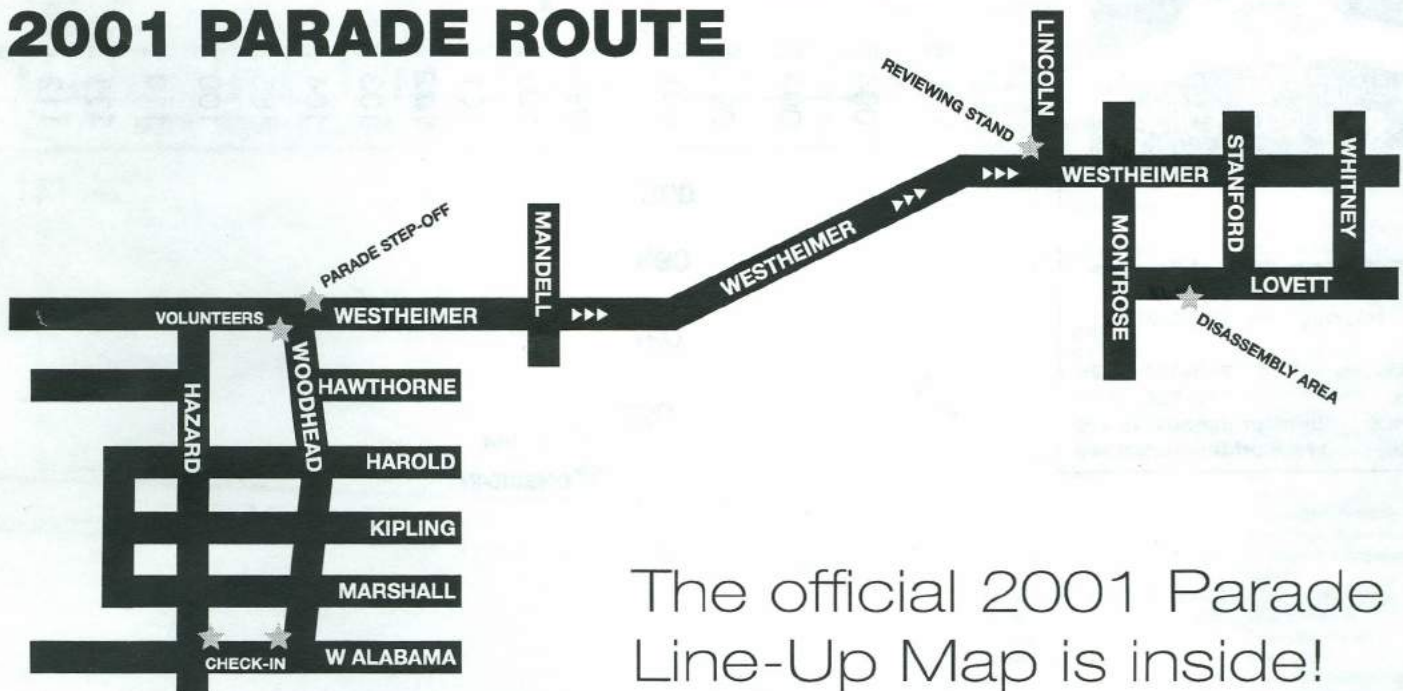 2001 PARADE ROUTE
LINCOLN
REVIEWING STAND
WESTHEIMER
STANFORD
WHITNEY
MONTROSE
LOVETT
DISASSEMBLY AREA
PARADE STEP-OFF
MANDELL
WESTHEIMER
VOLUNTEERS
WESTHEIMER
HAZARD
WOODHEAD
HAWTHORNE
HAROLD
KIPLING
MARSHALL
CHECK-IN
W ALABAMA
The official 2001 Parade
Line-Up Map is inside!